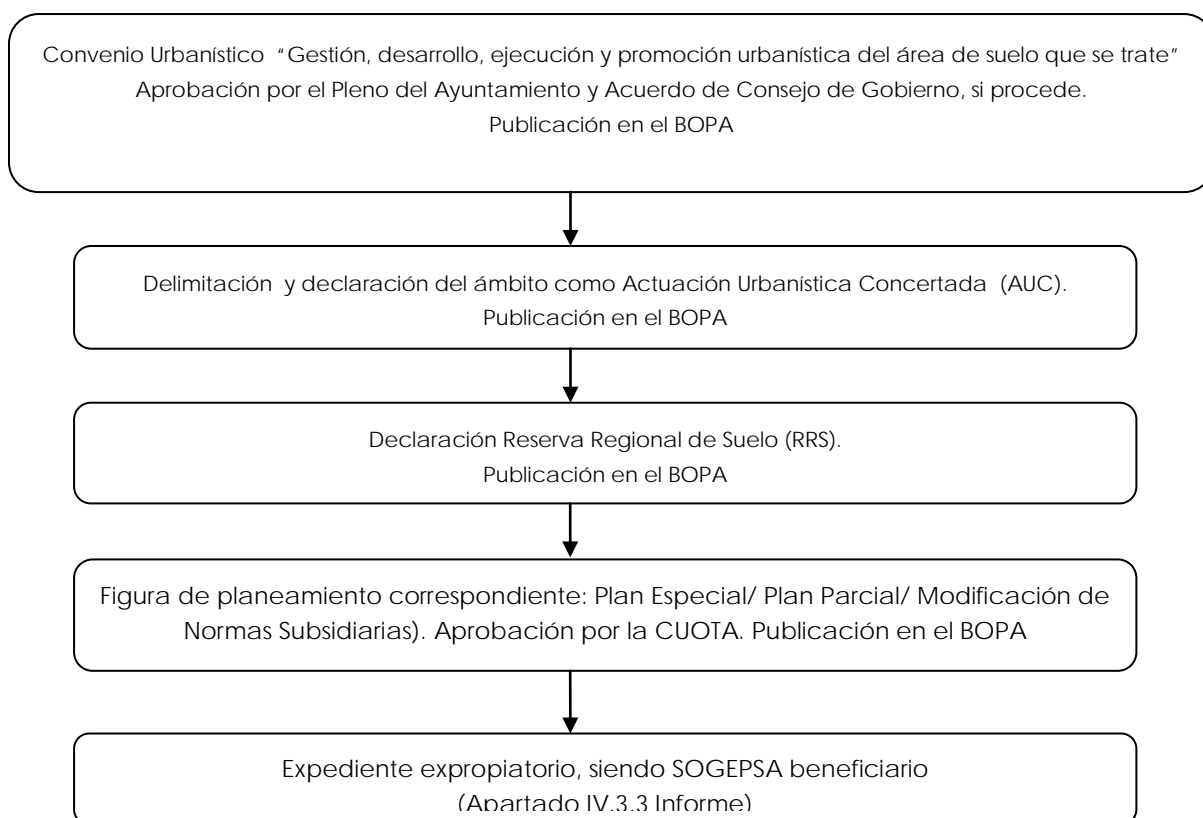 Convenio Urbanístico “Gestión, desarrollo, ejecución y promoción urbanística del área de suelo que se trate”
Aprobación por el Pleno del Ayuntamiento y Acuerdo de Consejo de Gobierno, si procede.
Publicación en el BOPA
Delimitación y declaración del ámbito como Actuación Urbanística Concertada (AUC).
Publicación en el BOPA
Declaración Reserva Regional de Suelo (RRS).
Publicación en el BOPA
Figura de planeamiento correspondiente: Plan Especial/ Plan Parcial/ Modificación de
Normas Subsidiarias). Aprobación por la CUOTA. Publicación en el BOPA
Expediente expropiatorio, siendo SOGEPSA beneficiario
(Apartado IV.3.3 Informe)